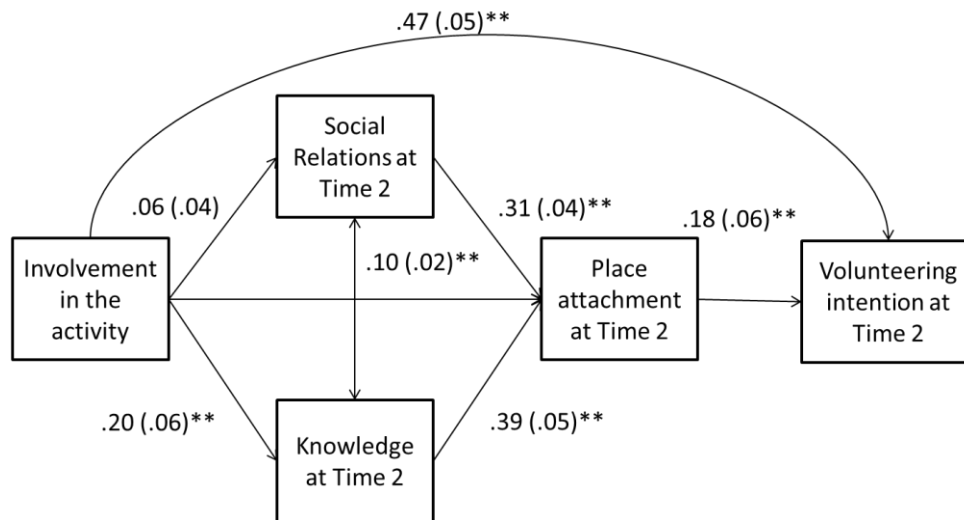 .47 (.05)**
Social
Relations at
Time 2
.06 (.04)
.31 (.04)**
.18 (.06)**
Involvement
in the
activity
.10 (.02)**
Place
attachment
at Time 2
Volunteering
intention at
Time 2
.20 (.06)**
.39 (.05)**
Knowledge
at Time 2